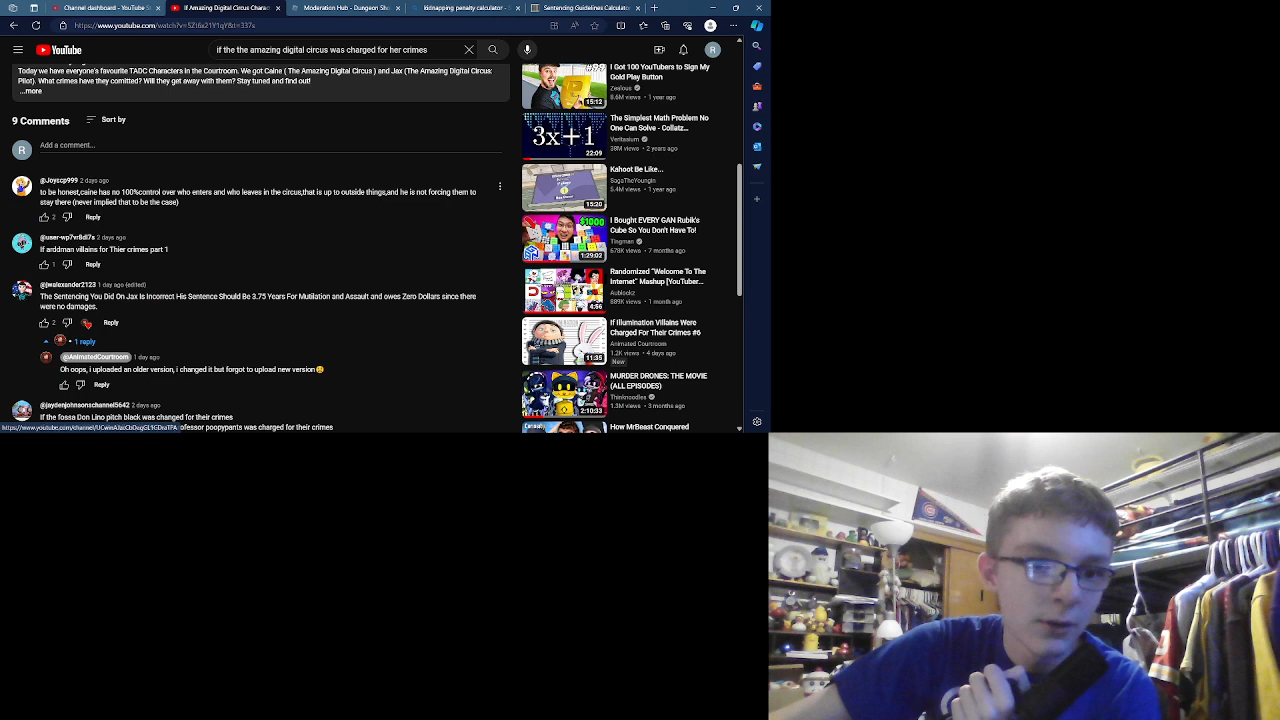 Channel dashboard - YouTube St
If Amazing Digital Circus Charac
Moderation Hub - Dungeon Sho
kidnapping penalty calculator - S
Sentencing Guidelines Calculato
https://www.youtube.com/watch?v=5Zf6a21Y1qY&t=337s
YouTube
if the the amazing digital circus was charged for her crimes
R
Today we have everyone's favourite TADC Characters in the Courtroom. We got Caine ( The Amazing Digital Circus ) and Jax (The Amazing Digital Circus:
Pilot). What crimes have they committed? Will they get away with them? Stay tuned and find out!
...more
9 Comments
Sort by
R
Add a comment...
@Joyscp999 2 days ago
to be honest,caine has no 100%control over who enters and who leaves in the circus,that is up to outside things,and he is not forcing them to
stay there (never implied that to be the case)
2
Reply
2 days ago
If ardman villains for Their crimes part 1
1
Reply
@jwalexander2123 1 day ago (edited)
The Sentencing You Did On Jax Is Incorrect His Sentence Should Be 3.75 Years For Mutilation and Assault and owes Zero Dollars since there
were no damages.
2
Reply
1 reply
@AnimatedCourtroom 1 day ago
Oh oops, i uploaded an older version, i changed it but forgot to upload new version😅
Reply
@jaydenjohnsonschannel5642 2 days ago
If the fossa Don Lino pitch black was changed for their crimes
ofessor poopypants was charged for their crimes
I Got 100 YouTubers to Sign My
Gold Play Button
Zealous
8.6M views • 1 year ago
15:12
The Simplest Math Problem No
One Can Solve - Collatz...
Veritasium
38M views • 2 years ago
3x+1
22:09
Kahoot Be Like...
SagaTheYoungin
5.4M views • 1 year ago
15:20
I Bought EVERY GAN Rubik's
Cube So You Don't Have To!
Tingman
678K views • 7 months ago
$1000
1:29:02
Randomized "Welcome To The
Internet" Mashup [YouTuber...
Aublockz
889K views • 1 month ago
4:56
If Illumination Villains Were
Charged For Their Crimes #6
Animated Courtroom
1.2K views • 4 days ago
New
11:35
MURDER DRONES: THE MOVIE
(ALL EPISODES)
Thinknoodles
1.3M views • 3 months ago
2:10:33
How MrBeast Conquered